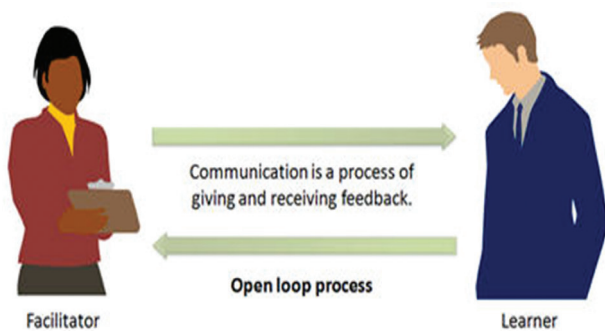 Communication is a process of
giving and receiving feedback.
Open loop process
Facilitator
Learner